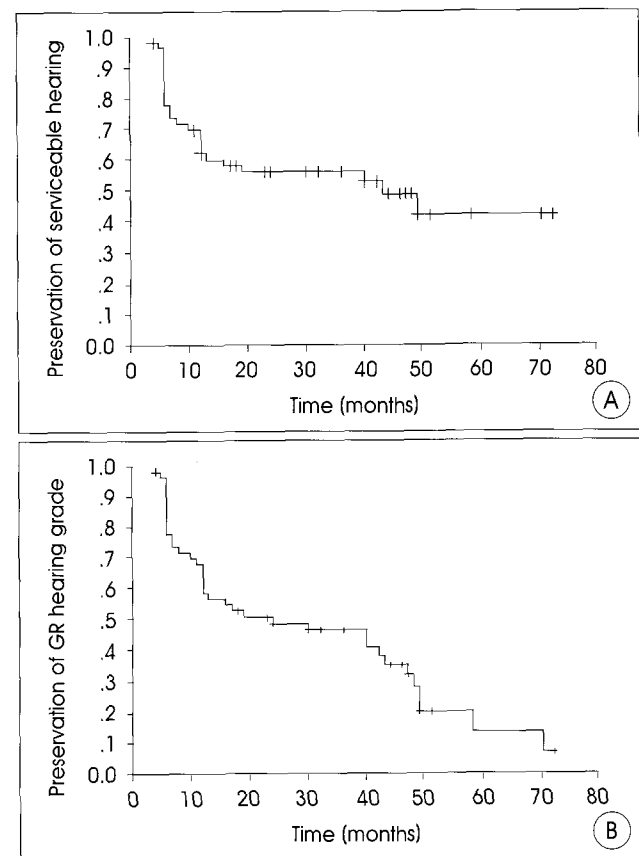 Preservation of serviceable hearing
1.0
.9
.8
.7
.6
.5
.4
.3
.2
.1
0.0
0 10 20 30 40 50 60 70 80
Time (months)
A
Preservation of GR hearing grade
1.0
.9
.8
.7
.6
.5
.4
.3
.2
.1
0.0
0 10 20 30 40 50 60 70 80
Time (months)
B